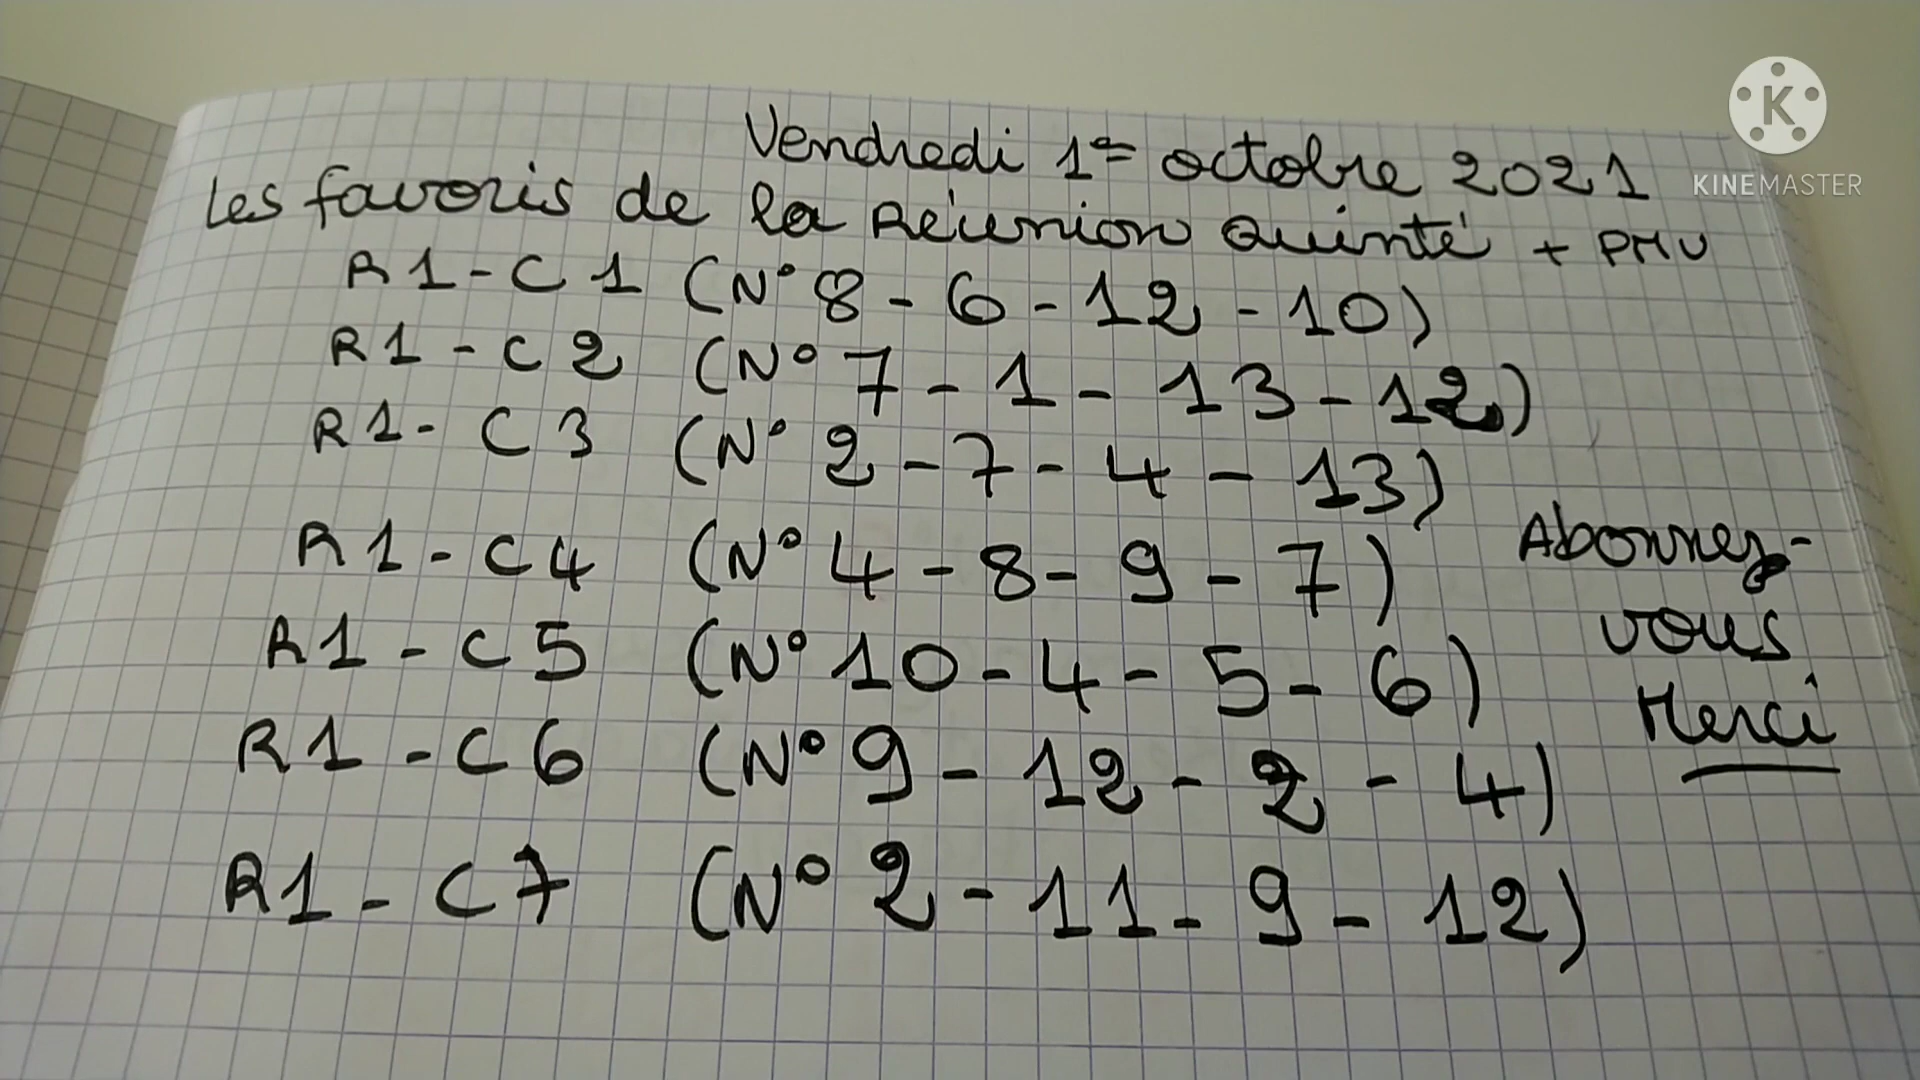 Vendredi 1er octobre 2021
Les favoris de la Réunion Quinté + PMU
R1-C1 (N° 8 - 6 - 12 - 10)
R1 - C2 (N° 7 - 1 - 13 - 12)
R1- C3 (N° 2 - 7 - 4 - 13)
R1 - C4 (N° 4 - 8 - 9 - 7)
R1 - C5 (N° 10 - 4 - 5 - 6)
R1 - C6 (N° 9 - 12 - 2 - 4)
R1 - C7 (N° 2 - 11 - 9 - 12)
Abonnez-
vous
Merci
K
KINEMASTER